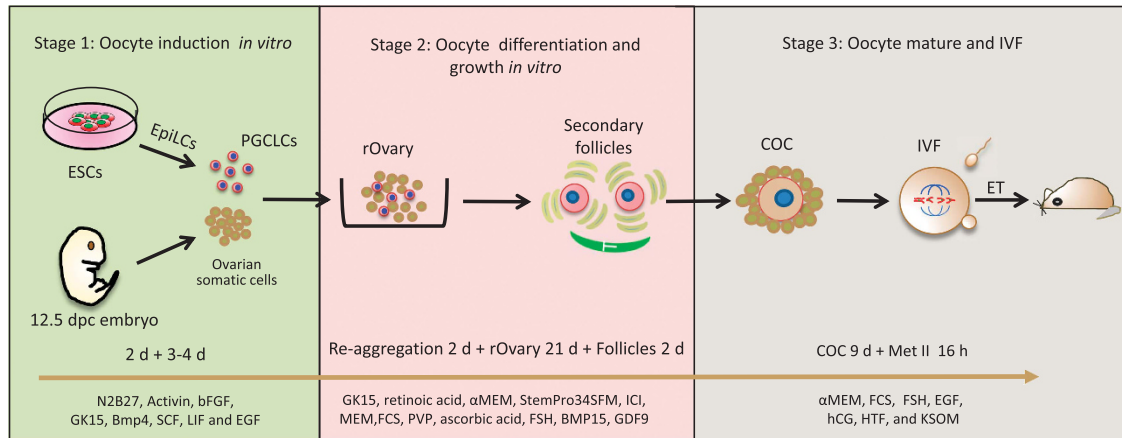 Stage 1: Oocyte induction in vitro
EpiLCs
PGCLCs
ESCs
Ovarian
somatic cells
12.5 dpc embryo
2 d + 3-4 d
N2B27, Activin, bFGF,
GK15, Bmp4, SCF, LIF and EGF
Stage 2: Oocyte differentiation and
growth in vitro
rOvary
Secondary
follicles
Re-aggregation 2 d + rOvary 21 d + Follicles 2 d
GK15, retinoic acid, αMEM, StemPro34SFM, ICI,
MEM,FCS, PVP, ascorbic acid, FSH, BMP15, GDF9
Stage 3: Oocyte mature and IVF
COC
IVF
ET
COC 9 d + Met II 16 h
αMEM, FCS, FSH, EGF,
hCG, HTF, and KSOM